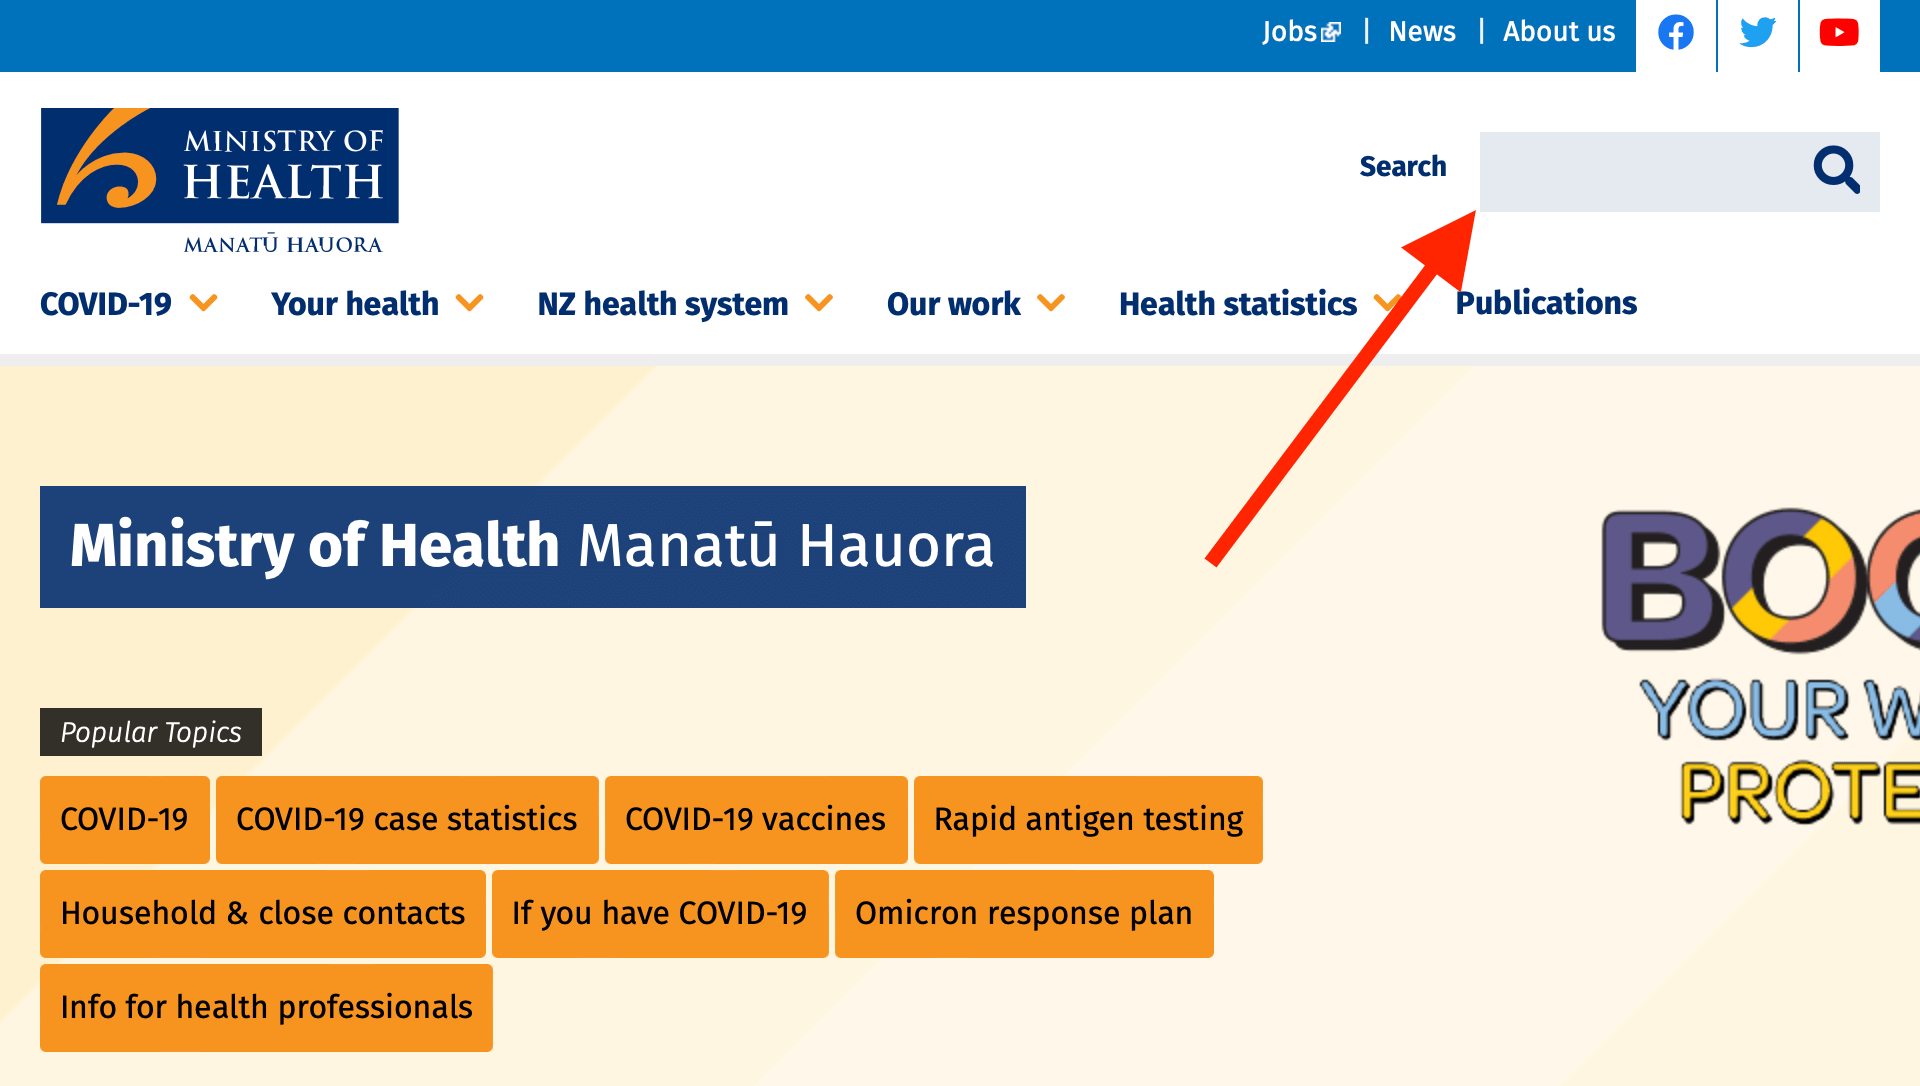 Jobs | News | About us
MINISTRY OF
HEALTH
MANATŪ HAUORA
Search
COVID-19 Your health NZ health system Our work Health statistics Publications
Ministry of Health Manatū Hauora
BOO
YOUR W
PROTE
Popular Topics
COVID-19 COVID-19 case statistics COVID-19 vaccines Rapid antigen testing
Household & close contacts If you have COVID-19 Omicron response plan
Info for health professionals